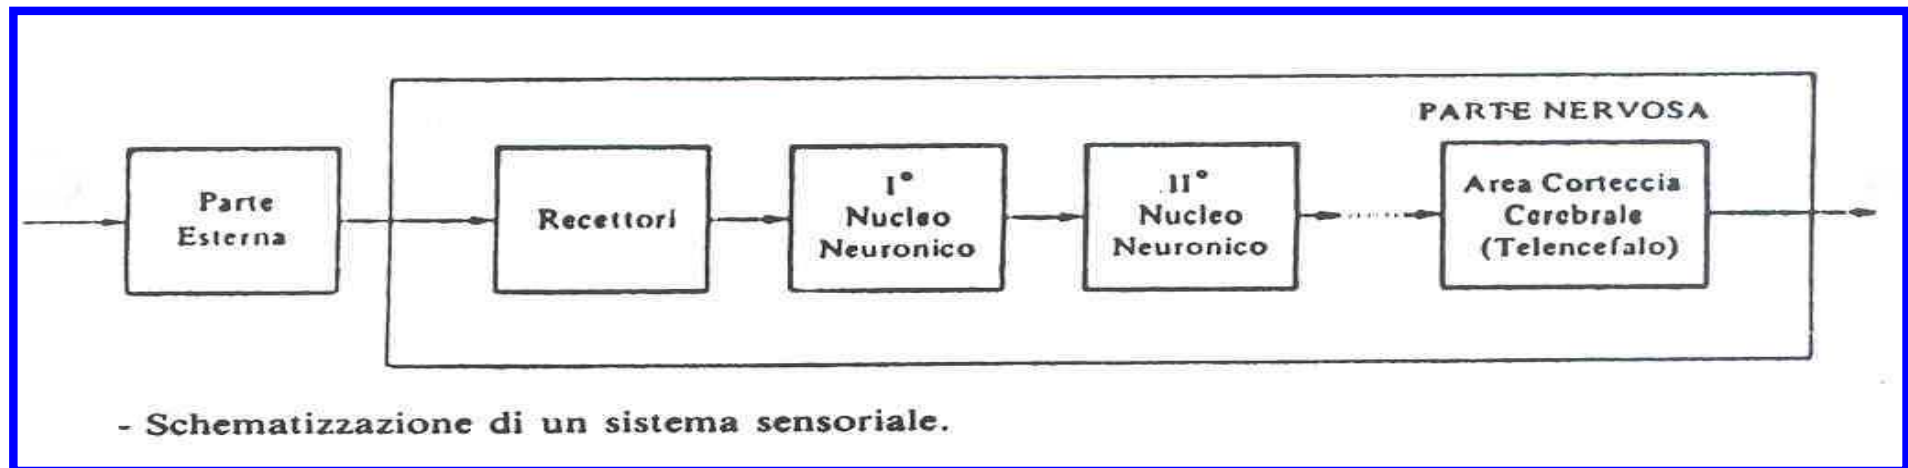 PARTE NERVOSA
Parte
Esterna
Recettori
I°
Nucleo
Neuronico
II°
Nucleo
Neuronico
Area Corteccia
Cerebrale
(Telencefalo)
- Schematizzazione di un sistema sensoriale.